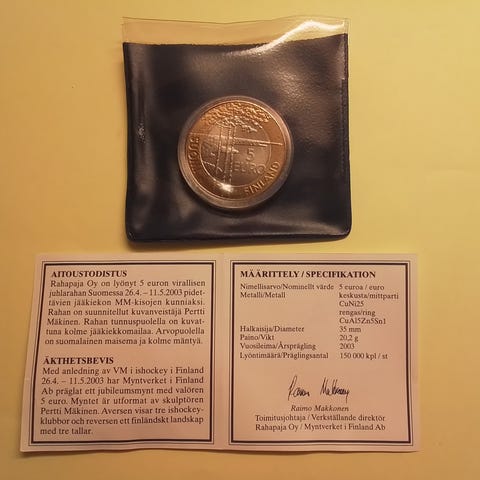 SUOMI
5
EURO
FINLAND
AITOUSTODISTUS
Rahapaja Oy on lyönyt 5 euron virallisen
juhlarahan Suomessa 26.4. – 11.5.2003 pidet-
tävien jääkiekon MM-kisojen kunniaksi.
Rahan on suunnitellut kuvanveistäjä Pertti
Mäkinen. Rahan tunnuspuolella on kuvat-
tuna kolme jääkiekkomailaa. Arvopuolella
on suomalainen maisema ja kolme mäntyä.
ÄKTHETSBEVIS
Med anledning av VM i ishockey i Finland
26.4. – 11.5.2003 har Myntverket i Finland
Ab präglat ett jubileumsmynt med valören
5 euro. Myntet är utformat av skulptören
Pertti Mäkinen. Aversen visar tre ishockey-
klubbor och reversen ett finländskt landskap
med tre tallar.
MÄÄRITTELY / SPECIFIKATION
Nimellisarvo/Nominellt värde 5 euroa / euro
Metalli/Metall keskusta/mittparti
CuNi25
rengas/ring
CuAl5Zn5Sn1
Halkaisija/Diameter 35 mm
Paino/Vikt 20,2 g
Vuosileima/Årsprägling 2003
Lyöntimäärä/Präglingsantal 150 000 kpl / st
Raimo Makkonen
Raimo Makkonen
Toimitusjohtaja / Verkställande direktör
Rahapaja Oy / Myntverket i Finland Ab